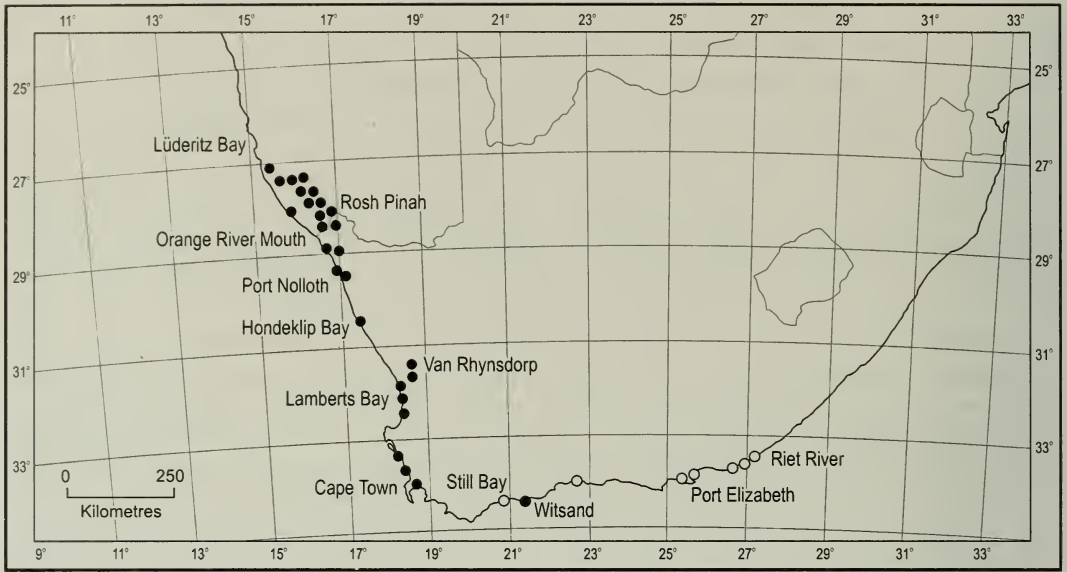 11° 13° 15° 17° 19° 21° 23° 25° 27° 29° 31° 33°
25° 25°
Lüderitz Bay
27° 27°
Rosh Pinah
Orange River Mouth
29° 29°
Port Nolloth
Hondeklip Bay
31° 31°
Van Rhynsdorp
Lamberts Bay
33° 33°
Riet River
0 250
Kilometres
Cape Town
Still Bay
Port Elizabeth
Witsand
9° 11° 13° 15° 17° 19° 21° 23° 25° 27° 29° 31° 33°